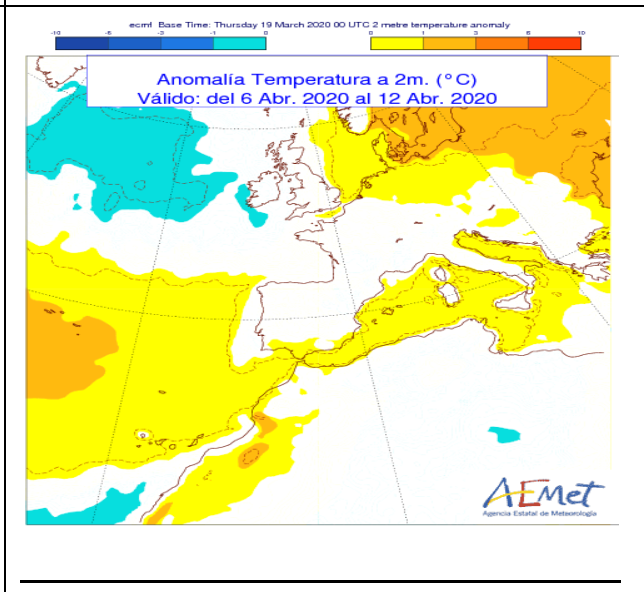 ecmf Base Time: Thursday 19 March 2020 00 UTC 2 metre temperature anomaly
-10 -6 -3 -1 0 0 1 3 6 10
Anomalía Temperatura a 2m. (°C)
Válido: del 6 Abr. 2020 al 12 Abr. 2020
AEMet
Agencia Estatal de Meteorología